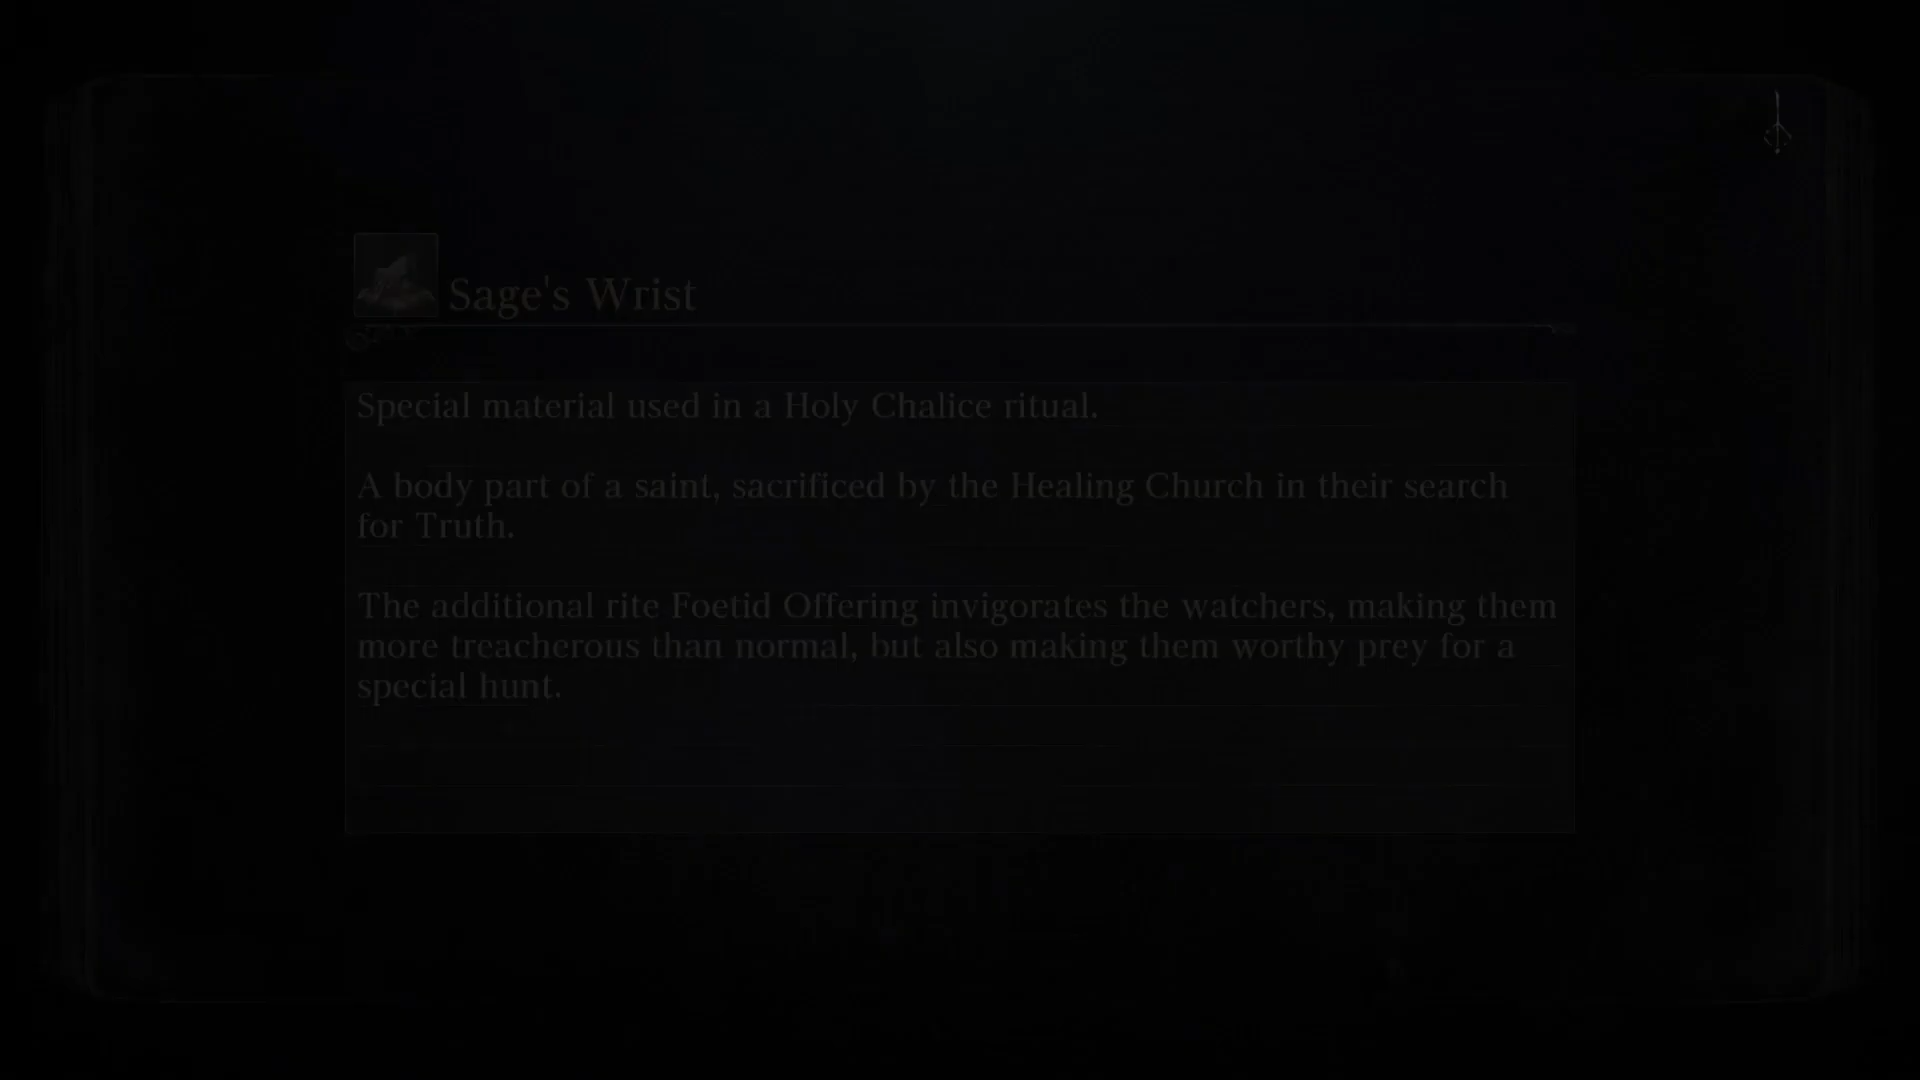 Sage's Wrist
Special material used in a Holy Chalice ritual.
A body part of a saint, sacrificed by the Healing Church in their search
for Truth.
The additional rite Foetid Offering invigorates the watchers, making them
more treacherous than normal, but also making them worthy prey for a
special hunt.